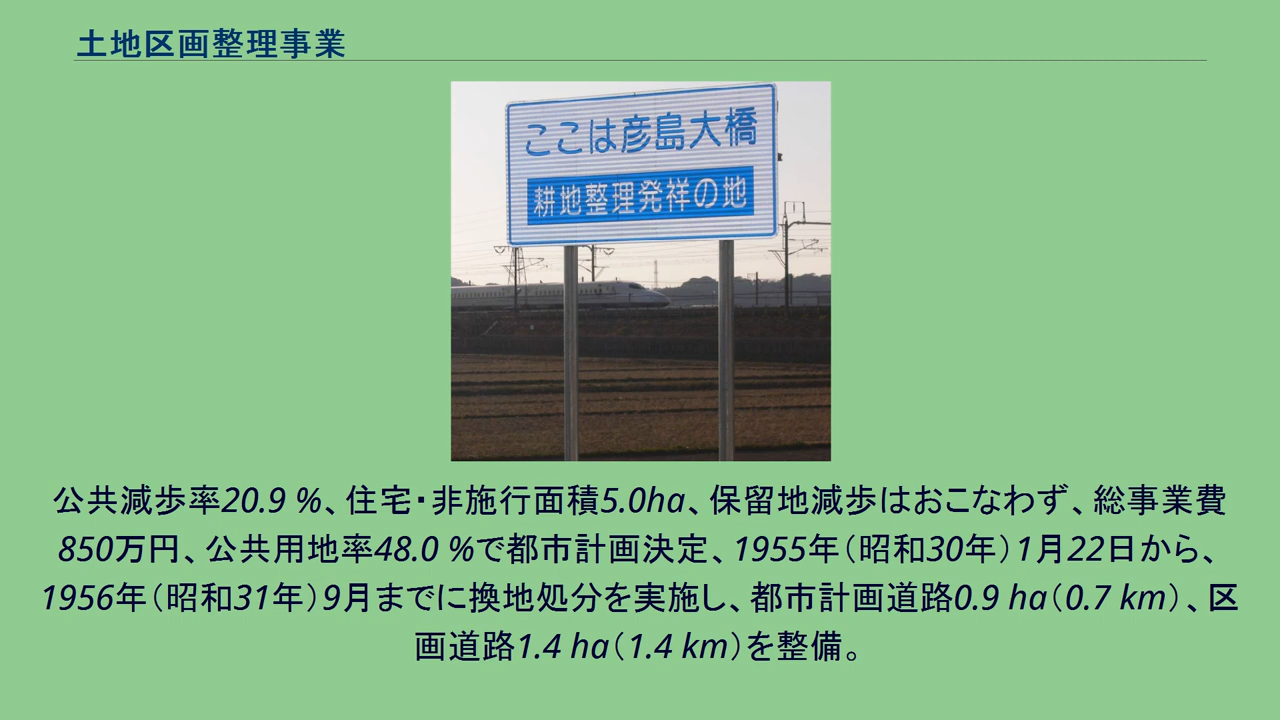 土地区画整理事業
ここは彦島大橋
耕地整理発祥の地
公共減歩率20.9 %、住宅・非施行面積5.0ha、保留地減歩はおこなわず、総事業費
850万円、公共用地率48.0 %で都市計画決定、1955年（昭和30年）1月22日から、
1956年（昭和31年）9月までに換地処分を実施し、都市計画道路0.9 ha（0.7 km）、区
画道路1.4 ha（1.4 km）を整備。